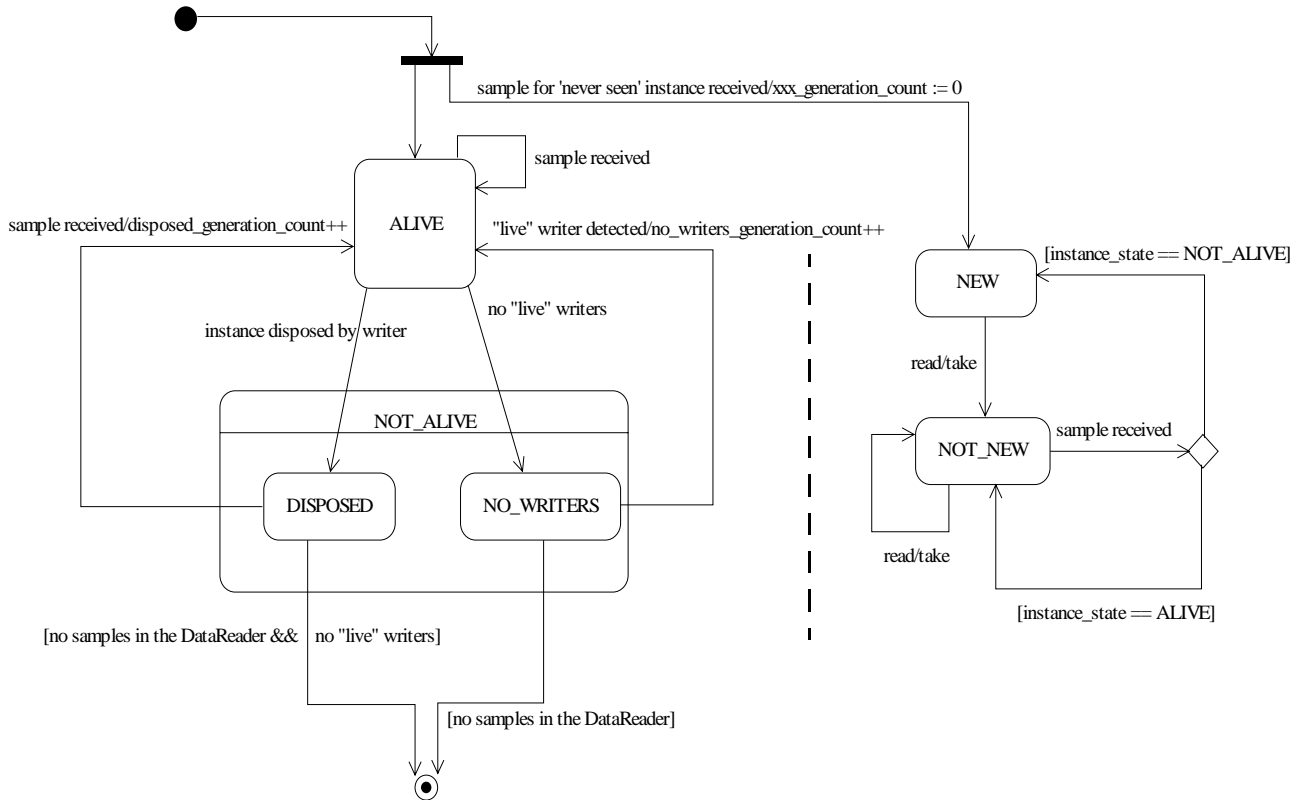 sample for 'never seen' instance received/xxx_generation_count := 0
sample received
ALIVE
sample received/disposed_generation_count++
"live" writer detected/no_writers_generation_count++
[instance_state == NOT_ALIVE]
NEW
no "live" writers
instance disposed by writer
read/take
NOT_ALIVE
sample received
NOT_NEW
DISPOSED
NO_WRITERS
read/take
[instance_state == ALIVE]
[no samples in the DataReader && no "live" writers]
[no samples in the DataReader]